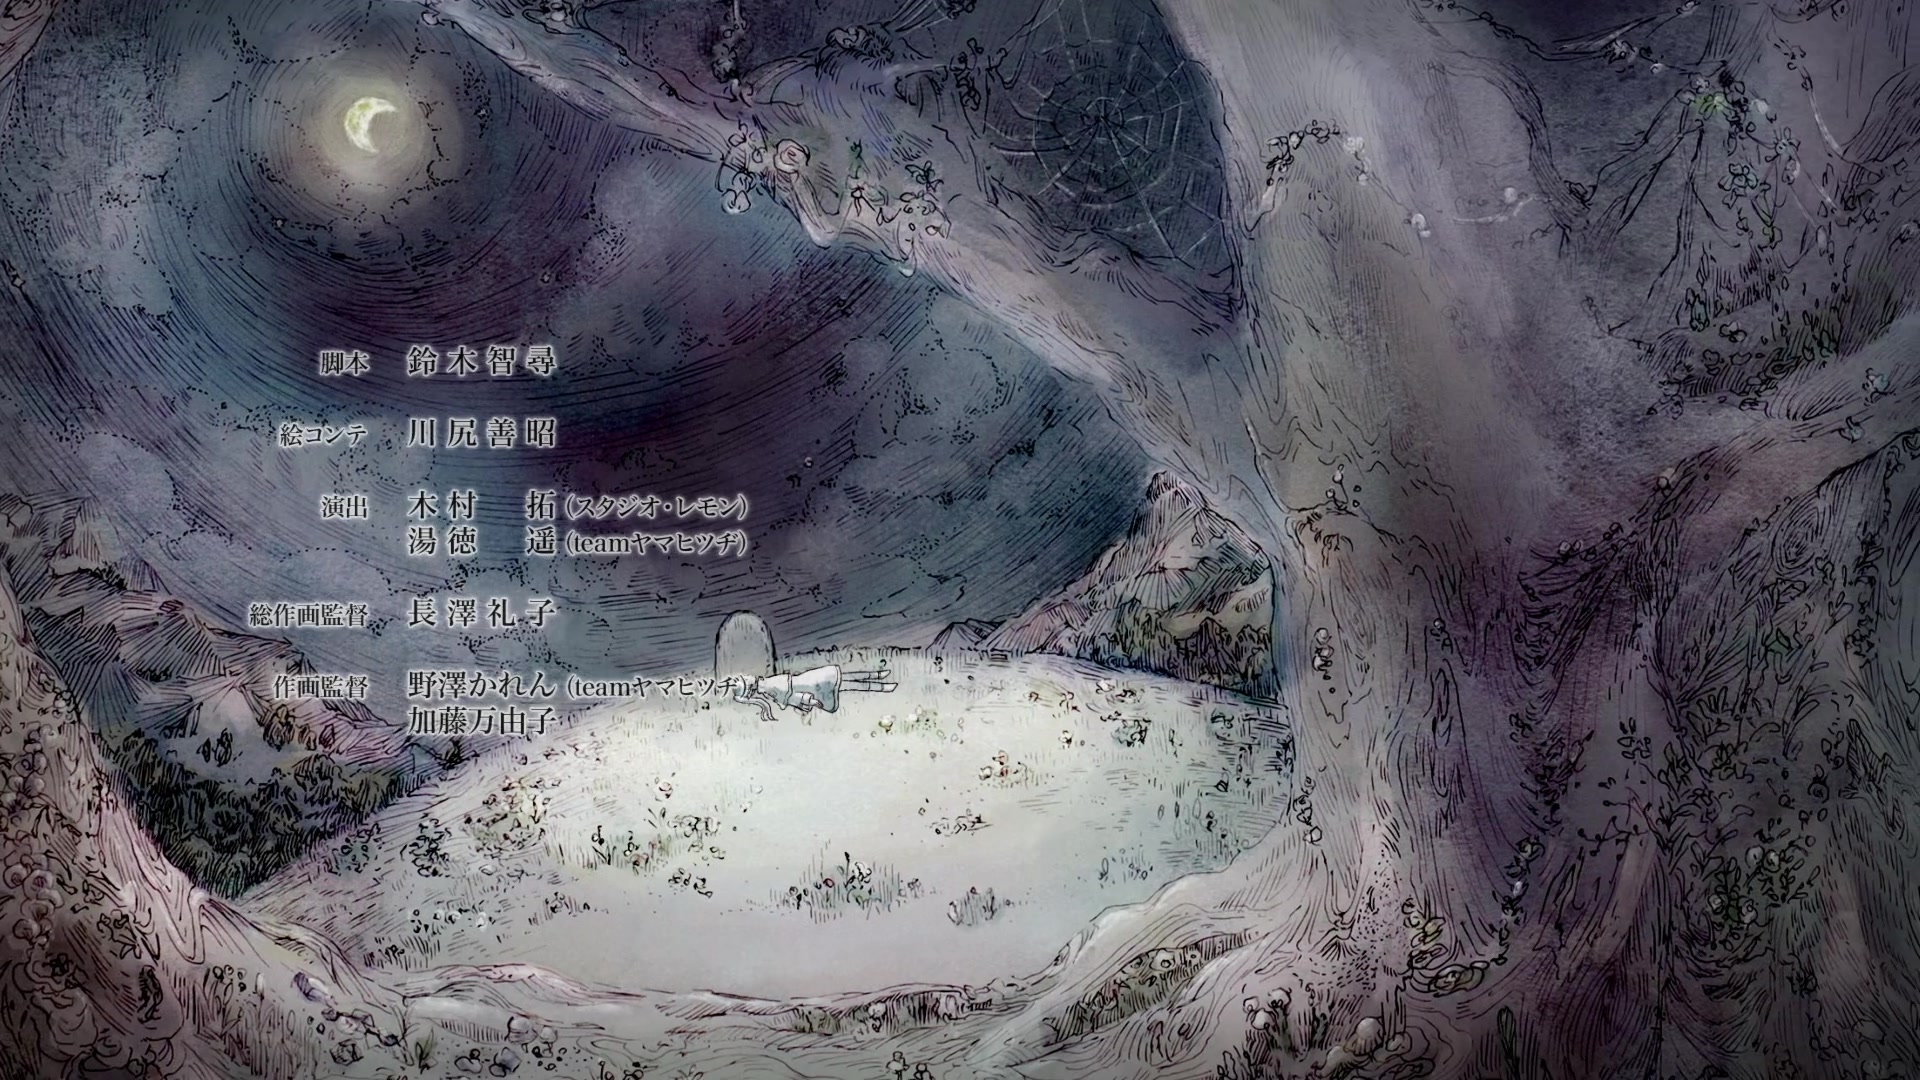 脚本 鈴木智尋
絵コンテ 川尻善昭
演出 木村 拓(スタジオ・レモン)
湯徳 遥(teamヤマヒツヂ)
総作画監督 長澤礼子
作画監督 野澤かれん(teamヤマヒツヂ)
加藤万由子